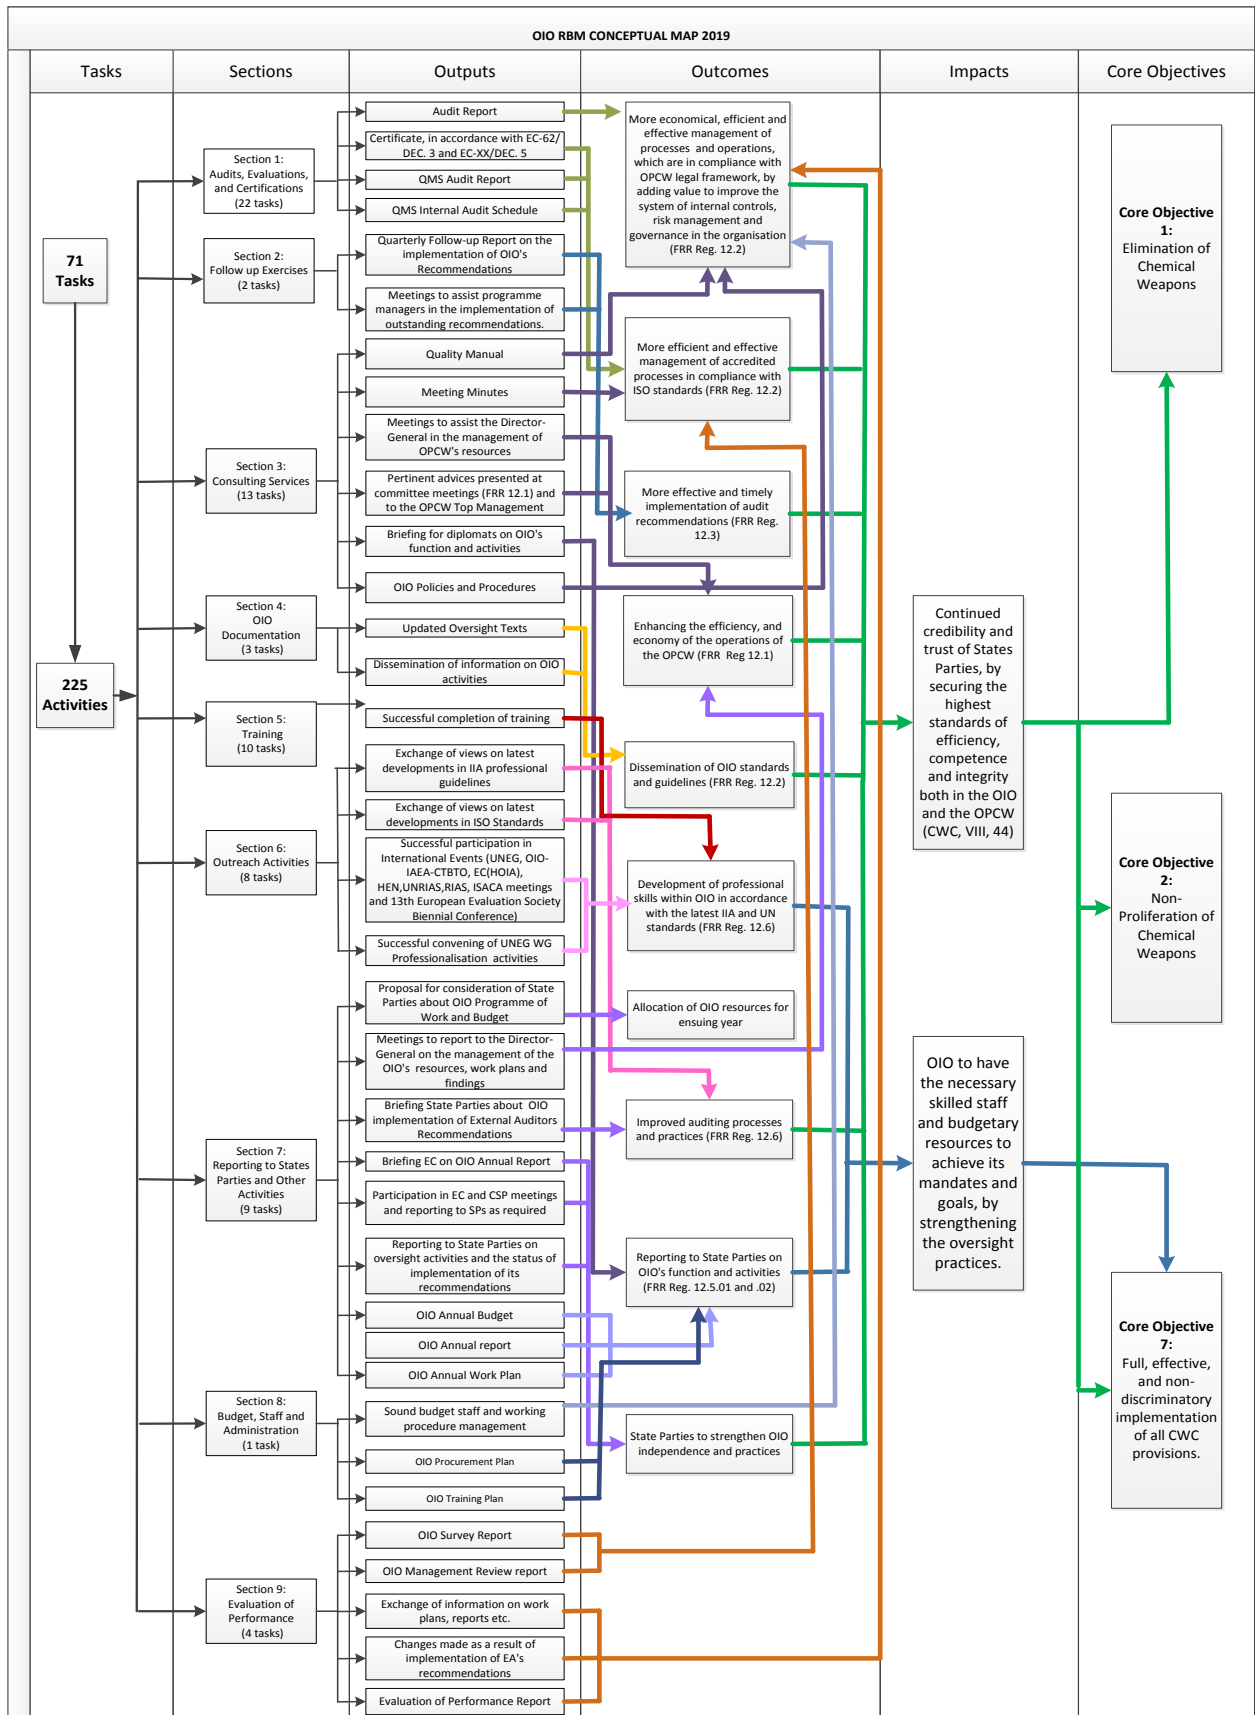 OIO RBM CONCEPTUAL MAP 2019
Tasks
Sections
Outputs
Outcomes
Impacts
Core Objectives
71
Tasks
225
Activities
Section 1:
Audits, Evaluations,
and Certifications
(22 tasks)
Section 2:
Follow up Exercises
(2 tasks)
Section 3:
Consulting Services
(13 tasks)
Section 4:
OIO
Documentation
(3 tasks)
Section 5:
Training
(10 tasks)
Section 6:
Outreach Activities
(8 tasks)
Section 7:
Reporting to States
Parties and Other
Activities
(9 tasks)
Section 8:
Budget, Staff and
Administration
(1 task)
Section 9:
Evaluation of
Performance
(4 tasks)
Audit Report
Certificate, in accordance with EC-62/
DEC. 3 and EC-XX/DEC. 5
QMS Audit Report
QMS Internal Audit Schedule
Quarterly Follow-up Report on the
implementation of OIO's
Recommendations
Meetings to assist programme
managers in the implementation of
outstanding recommendations.
Quality Manual
Meeting Minutes
Meetings to assist the Director-
General in the management of
OPCW's resources
Pertinent advices presented at
committee meetings (FRR 12.1) and
to the OPCW Top Management
Briefing for diplomats on OIO's
function and activities
OIO Policies and Procedures
Updated Oversight Texts
Dissemination of information on OIO
activities
Successful completion of training
Exchange of views on latest
developments in IIA professional
guidelines
Exchange of views on latest
developments in ISO Standards
Successful participation in
International Events (UNEG, OIO-
IAEA-CTBTO, EC(HOIA),
HEN,UNRIAS,RIAS, ISACA meetings
and 13th European Evaluation Society
Biennial Conference)
Successful convening of UNEG WG
Professionalisation activities
Proposal for consideration of State
Parties about OIO Programme of
Work and Budget
Meetings to report to the Director-
General on the management of the
OIO's resources, work plans and
findings
Briefing State Parties about OIO
implementation of External Auditors
Recommendations
Briefing EC on OIO Annual Report
Participation in EC and CSP meetings
and reporting to SPs as required
Reporting to State Parties on
oversight activities and the status of
implementation of its
recommendations
OIO Annual Budget
OIO Annual report
OIO Annual Work Plan
Sound budget staff and working
procedure management
OIO Procurement Plan
OIO Training Plan
OIO Survey Report
OIO Management Review report
Exchange of information on work
plans, reports etc.
Changes made as a result of
implementation of EA's
recommendations
Evaluation of Performance Report
More economical, efficient and
effective management of
processes and operations,
which are in compliance with
OPCW legal framework, by
adding value to improve the
system of internal controls,
risk management and
governance in the organisation
(FRR Reg. 12.2)
More efficient and effective
management of accredited
processes in compliance with
ISO standards (FRR Reg. 12.2)
More effective and timely
implementation of audit
recommendations (FRR Reg.
12.3)
Enhancing the efficiency, and
economy of the operations of
the OPCW (FRR Reg 12.1)
Dissemination of OIO standards
and guidelines (FRR Reg. 12.2)
Development of professional
skills within OIO in accordance
with the latest IIA and UN
standards (FRR Reg. 12.6)
Allocation of OIO resources for
ensuing year
Improved auditing processes
and practices (FRR Reg. 12.6)
Reporting to State Parties on
OIO's function and activities
(FRR Reg. 12.5.01 and .02)
State Parties to strengthen OIO
independence and practices
Continued
credibility and
trust of States
Parties, by
securing the
highest
standards of
efficiency,
competence
and integrity
both in the OIO
and the OPCW
(CWC, VIII, 44)
OIO to have
the necessary
skilled staff
and budgetary
resources to
achieve its
mandates and
goals, by
strengthening
the oversight
practices.
Core Objective
1:
Elimination of
Chemical
Weapons
Core Objective
2:
Non-
Proliferation of
Chemical
Weapons
Core Objective
7:
Full, effective,
and non-
discriminatory
implementation
of all CWC
provisions.